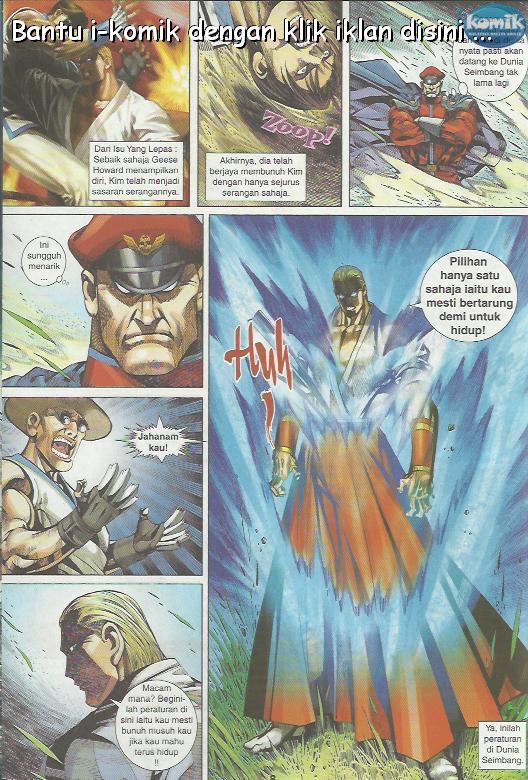 Bantu i-komik dengan klik iklan disini...
komik
Dari Isu Yang Lepas :
Sebaik sahaja Geese
Howard menampilkan
diri, Kim telah menjadi
sasaran serangannya.
Zoop!
Akhirnya, dia telah
berjaya membunuh Kim
dengan hanya sejurus
serangan sahaja.
nyata pasti akan
datang ke Dunia
Seimbang tak
lama lagi
Ini
sungguh
menarik
...
Pilihan
hanya satu
sahaja iaitu kau
mesti bertarung
demi untuk
hidup!
Huh
!
Jahanam
kau!
Macam
mana? Begini-
lah peraturan di
sini iaitu kau mesti
bunuh musuh kau
jika kau mahu
terus hidup
!!
Ya, inilah
peraturan
di Dunia
Seimbang.